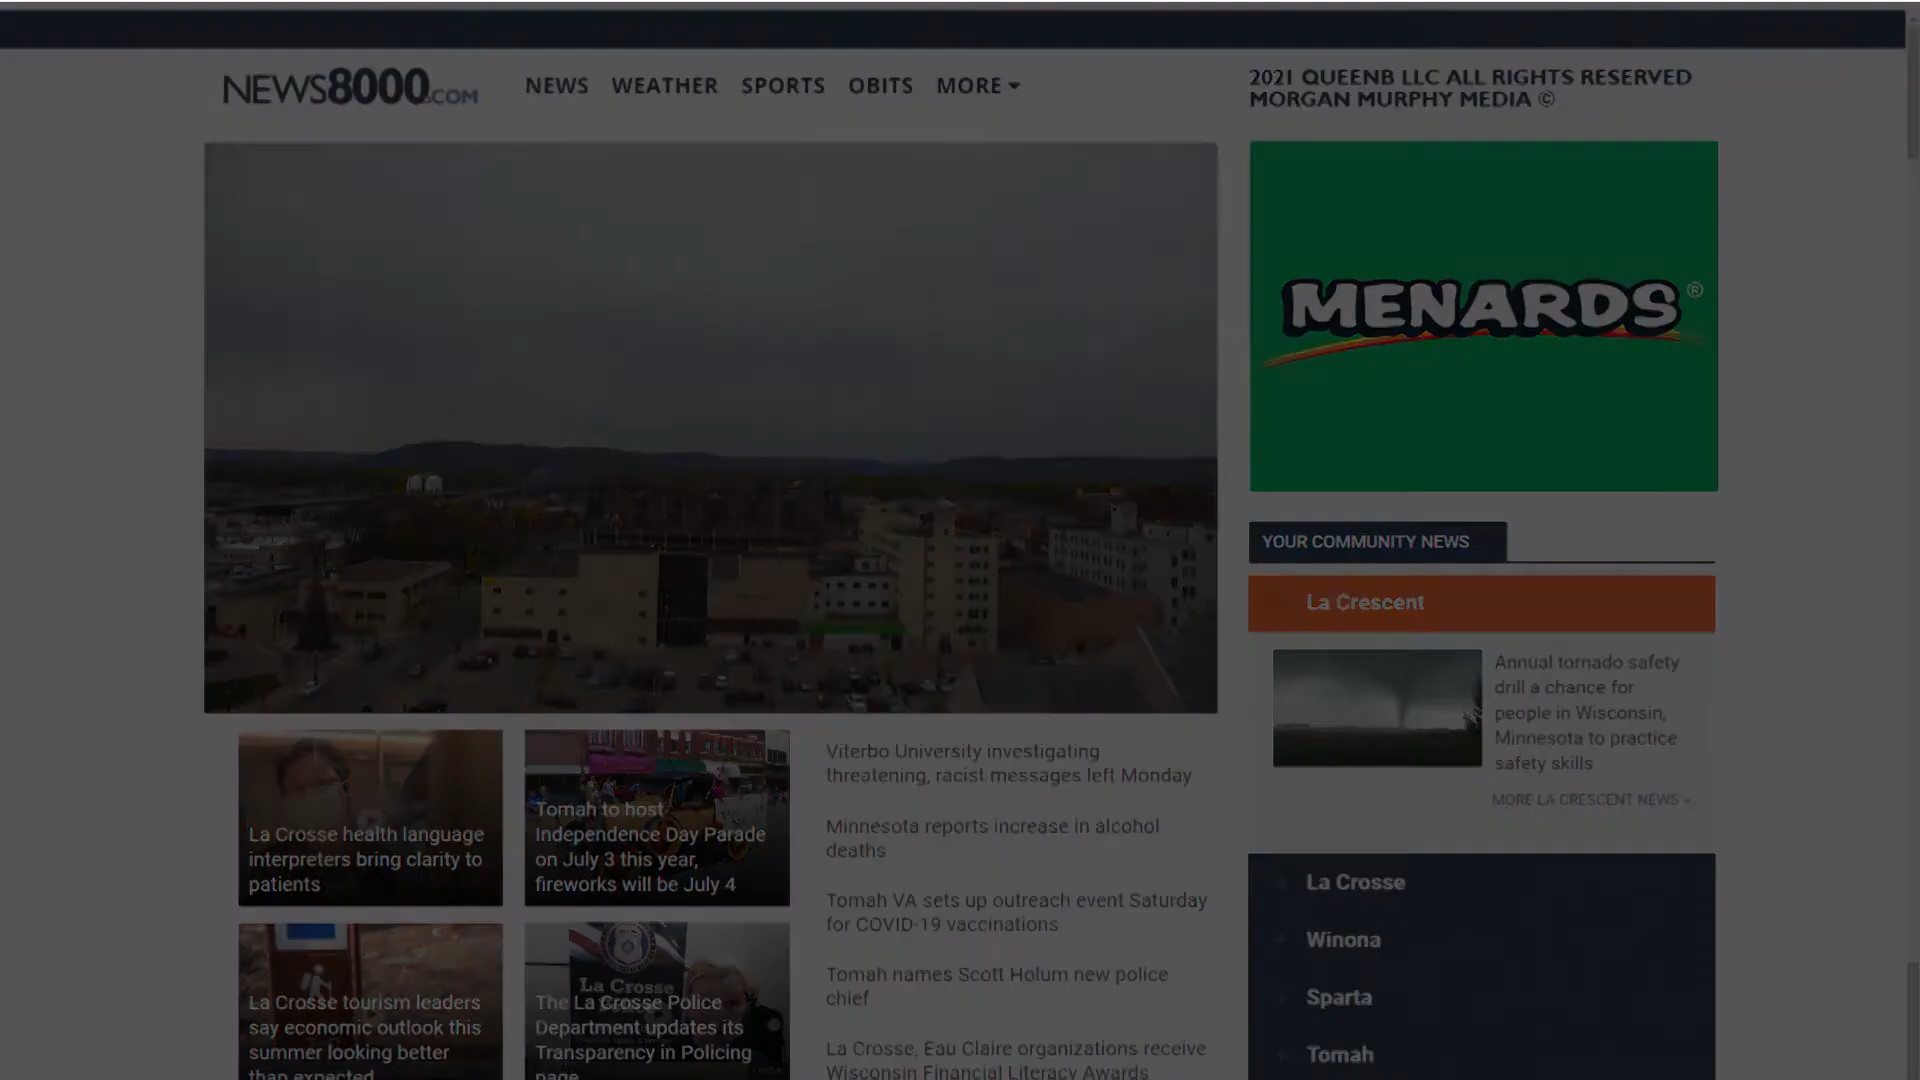 NEWS8000.COM
NEWS WEATHER SPORTS OBITS MORE
2021 QUEENB LLC ALL RIGHTS RESERVED
MORGAN MURPHY MEDIA ©
MENARDS®
YOUR COMMUNITY NEWS
La Crescent
Annual tornado safety
drill a chance for
people in Wisconsin,
Minnesota to practice
safety skills
MORE LA CRESCENT NEWS
La Crosse health language
interpreters bring clarity to
patients
Tomah to host
Independence Day Parade
on July 3 this year,
fireworks will be July 4
Viterbo University investigating
threatening, racist messages left Monday
Minnesota reports increase in alcohol
deaths
Tomah VA sets up outreach event Saturday
for COVID-19 vaccinations
Tomah names Scott Holum new police
chief
La Crosse, Eau Claire organizations receive
Wisconsin Financial Literacy Awards
La Crosse tourism leaders
say economic outlook this
summer looking better
than expected
La Crosse
The La Crosse Police
Department updates its
Transparency in Policing
page
La Crosse
Winona
Sparta
Tomah